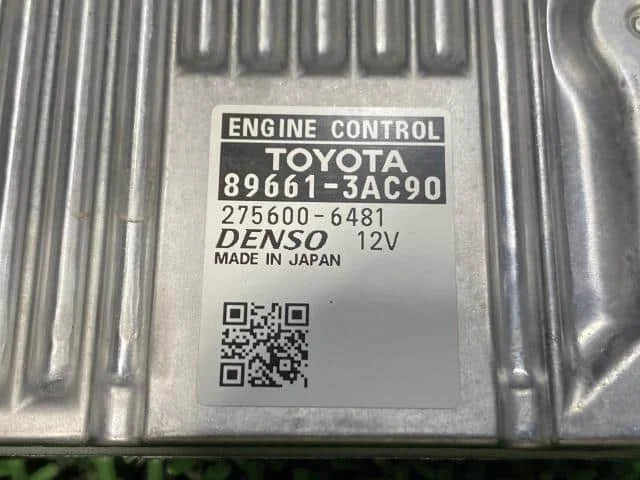 ENGINE CONTROL
TOYOTA
89661-3AC90
275600-6481
DENSO 12V
MADE IN JAPAN